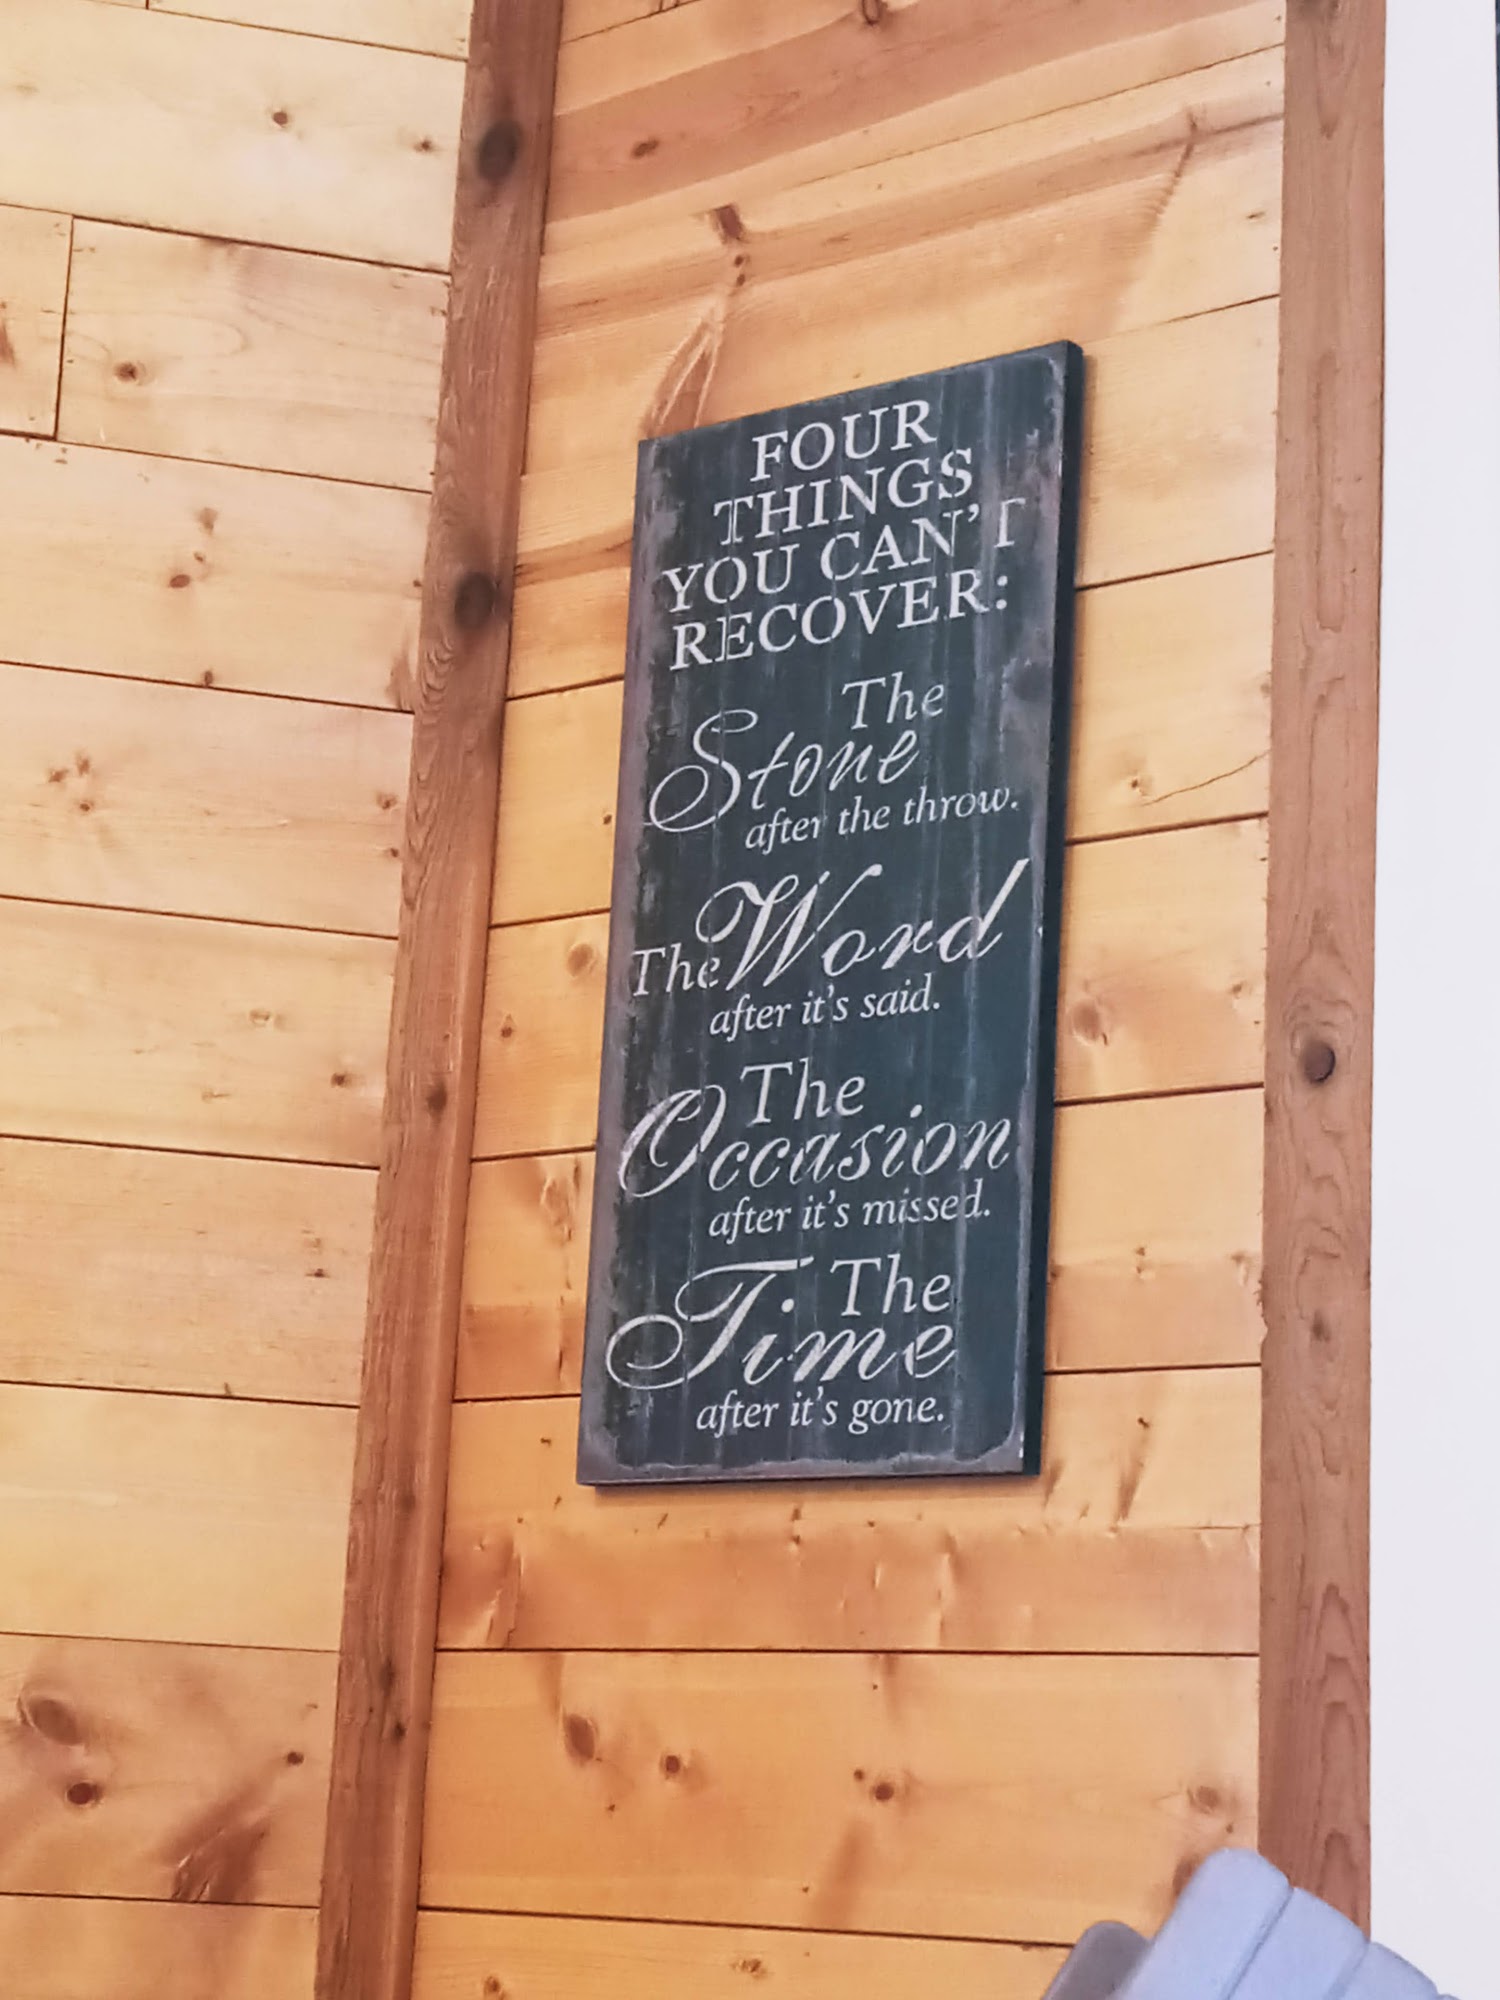 FOUR
THINGS
YOU CAN'T
RECOVER:
The
Stone
after the throw.
The Word
after it's said.
The
Occasion
after it's missed.
The
Time
after it's gone.